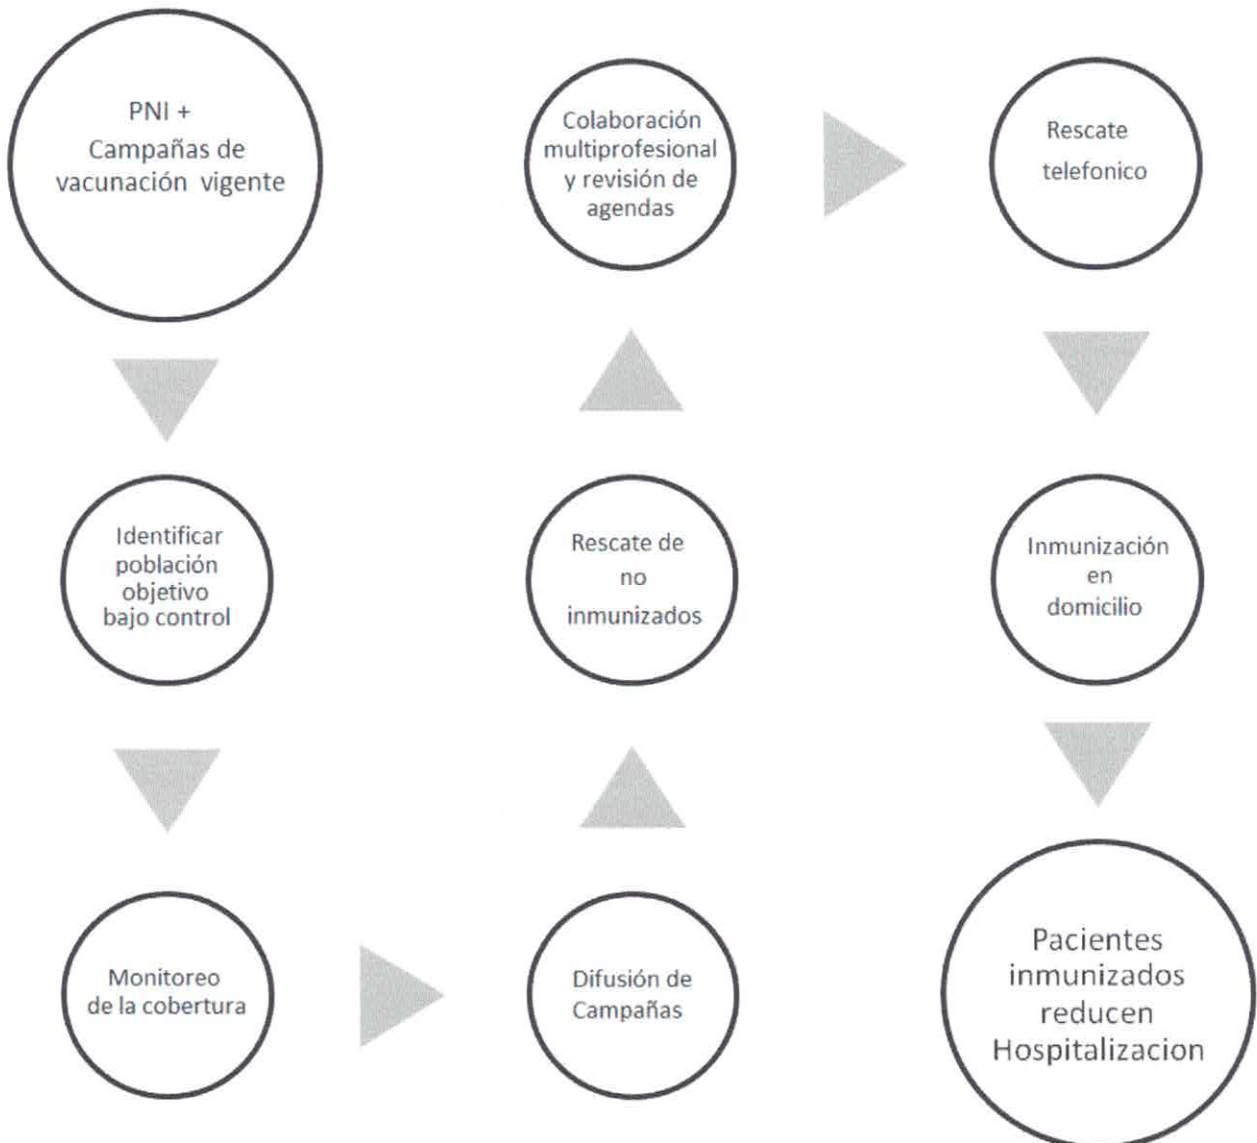 PNI +
Campañas de
vacunación vigente
Identificar
población
objetivo
bajo control
Monitoreo
de la cobertura
Difusión de
Campañas
Rescate de
no
inmunizados
Colaboración
multiprofesional
y revisión de
agendas
Rescate
telefonico
Inmunización
en
domicilio
Pacientes
inmunizados
reducen
Hospitalizacion